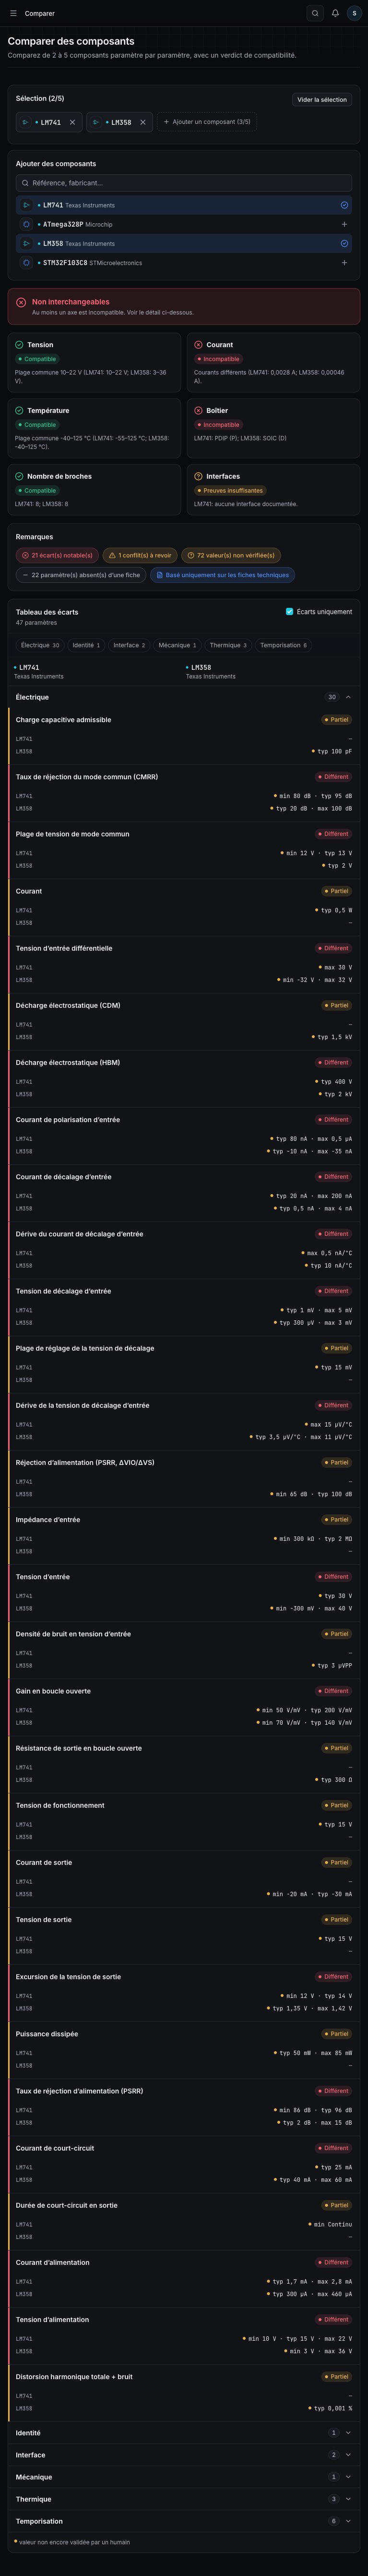 Comparer
S
Comparer des composants
Comparez de 2 à 5 composants paramètre par paramètre, avec un verdict de compatibilité.
Sélection (2/5)
Vider la sélection
LM741
LM358
Ajouter un composant (3/5)
Ajouter des composants
Référence, fabricant...
LM741 Texas Instruments
ATmega328P Microchip
LM358 Texas Instruments
STM32F103C8 STMicroelectronics
Non interchangeables
Au moins un axe est incompatible. Voir le détail ci-dessous.
Tension
Compatible
Plage commune 10–22 V (LM741: 10–22 V; LM358: 3–36
V).
Courant
Incompatible
Courants différents (LM741: 0,0028 A; LM358: 0,00046
A).
Température
Compatible
Plage commune -40–125 °C (LM741: -55–125 °C; LM358:
-40–125 °C).
Boîtier
Incompatible
LM741: PDIP (P); LM358: SOIC (D)
Nombre de broches
Compatible
LM741: 8; LM358: 8
Interfaces
Preuves insuffisantes
LM741: aucune interface documentée.
Remarques
21 écart(s) notable(s)
1 conflit(s) à revoir
72 valeur(s) non vérifiée(s)
22 paramètre(s) absent(s) d'une fiche
Basé uniquement sur les fiches techniques
Tableau des écarts
47 paramètres
Écarts uniquement
Électrique 30
Identité 1
Interface 2
Mécanique 1
Thermique 3
Temporisation 6
LM741
Texas Instruments
LM358
Texas Instruments
Électrique
30
Charge capacitive admissible
Partiel
LM741
—
LM358
typ 100 pF
Taux de réjection du mode commun (CMRR)
Différent
LM741
min 80 dB · typ 95 dB
LM358
typ 20 dB · max 100 dB
Plage de tension de mode commun
Différent
LM741
min 12 V · typ 13 V
LM358
typ 2 V
Courant
Partiel
LM741
typ 0,5 W
LM358
—
Tension d'entrée différentielle
Différent
LM741
max 30 V
LM358
min -32 V · max 32 V
Décharge électrostatique (CDM)
Partiel
LM741
—
LM358
typ 1,5 kV
Décharge électrostatique (HBM)
Différent
LM741
typ 400 V
LM358
typ 2 kV
Courant de polarisation d'entrée
Différent
LM741
typ 80 nA · max 0,5 µA
LM358
typ -10 nA · max -35 nA
Courant de décalage d'entrée
Différent
LM741
typ 20 nA · max 200 nA
LM358
typ 0,5 nA · max 4 nA
Dérive du courant de décalage d'entrée
Différent
LM741
max 0,5 nA/°C
LM358
typ 10 nA/°C
Tension de décalage d'entrée
Différent
LM741
typ 1 mV · max 5 mV
LM358
typ 300 µV · max 3 mV
Plage de réglage de la tension de décalage
Partiel
LM741
typ 15 mV
LM358
—
Dérive de la tension de décalage d'entrée
Différent
LM741
max 15 µV/°C
LM358
typ 3,5 µV/°C · max 11 µV/°C
Réjection d'alimentation (PSRR, ΔVIO/ΔVS)
Partiel
LM741
—
LM358
min 65 dB · typ 100 dB
Impédance d'entrée
Partiel
LM741
min 300 kΩ · typ 2 MΩ
LM358
—
Tension d'entrée
Différent
LM741
typ 30 V
LM358
min -300 mV · max 40 V
Densité de bruit en tension d'entrée
Partiel
LM741
—
LM358
typ 3 µVPP
Gain en boucle ouverte
Différent
LM741
min 50 V/mV · typ 200 V/mV
LM358
min 70 V/mV · typ 140 V/mV
Résistance de sortie en boucle ouverte
Partiel
LM741
—
LM358
typ 300 Ω
Tension de fonctionnement
Partiel
LM741
typ 15 V
LM358
—
Courant de sortie
Partiel
LM741
—
LM358
min -20 mA · typ -30 mA
Tension de sortie
Partiel
LM741
typ 15 V
LM358
—
Excursion de la tension de sortie
Différent
LM741
min 12 V · typ 14 V
LM358
typ 1,35 V · max 1,42 V
Puissance dissipée
Partiel
LM741
typ 50 mW · max 85 mW
LM358
—
Taux de réjection d'alimentation (PSRR)
Différent
LM741
min 86 dB · typ 96 dB
LM358
typ 2 dB · max 15 dB
Courant de court-circuit
Différent
LM741
typ 25 mA
LM358
typ 40 mA · max 60 mA
Durée de court-circuit en sortie
Partiel
LM741
min Continu
LM358
—
Courant d'alimentation
Différent
LM741
typ 1,7 mA · max 2,8 mA
LM358
typ 300 µA · max 460 µA
Tension d'alimentation
Différent
LM741
min 10 V · typ 15 V · max 22 V
LM358
min 3 V · max 36 V
Distorsion harmonique totale + bruit
Partiel
LM741
—
LM358
typ 0,001 %
Identité
1
Interface
2
Mécanique
1
Thermique
3
Temporisation
6
valeur non encore validée par un humain